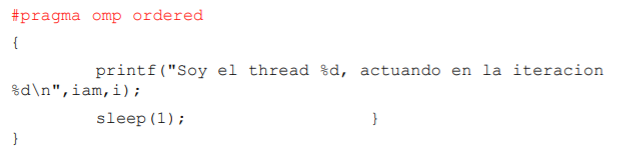 #pragma omp ordered
{
printf("Soy el thread %d, actuando en la iteracion
%d\n",iam,i);
sleep(1); }
}